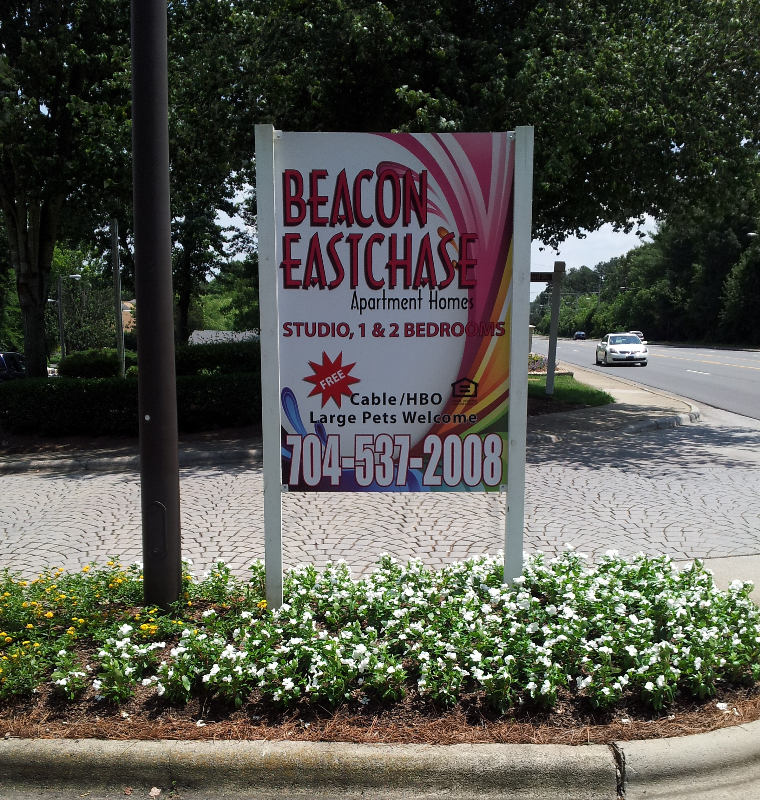 BEACON
EASTCHASE
Apartment Homes
STUDIO, 1 & 2 BEDROOMS
FREE
Cable/HBO
Large Pets Welcome
704-537-2008